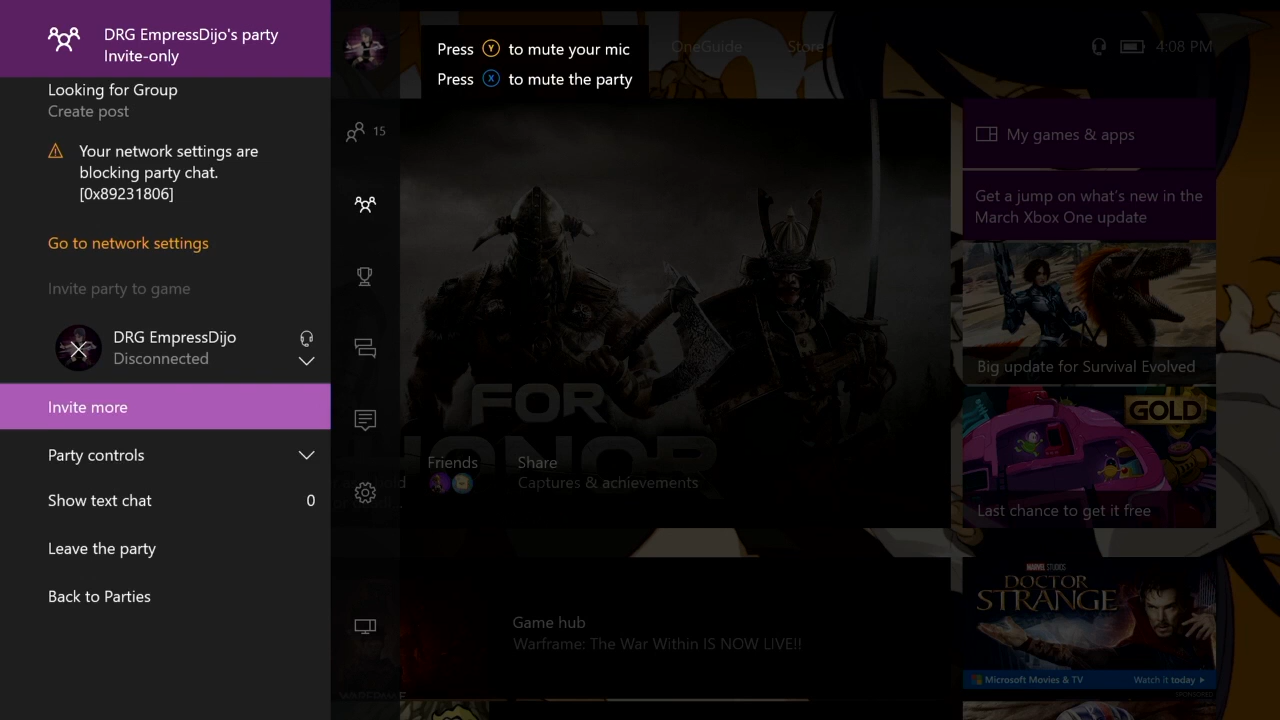 DRG EmpressDijo's party
Invite-only
Looking for Group
Create post
Your network settings are
blocking party chat.
[0x89231806]
Go to network settings
Invite party to game
DRG EmpressDijo
Disconnected
Invite more
Party controls
Show text chat 0
Leave the party
Back to Parties
Press Y to mute your mic
Press X to mute the party
OneGuide
Store
4:08 PM
15
FOR
HONOR
Friends
Share
Captures & achievements
Game hub
Warframe: The War Within IS NOW LIVE!!
My games & apps
Get a jump on what's new in the
March Xbox One update
Big update for Survival Evolved
GOLD
Last chance to get it free
MARVEL STUDIOS
DOCTOR
STRANGE
Microsoft Movies & TV
Watch it today
SPONSORED
WARFRAME